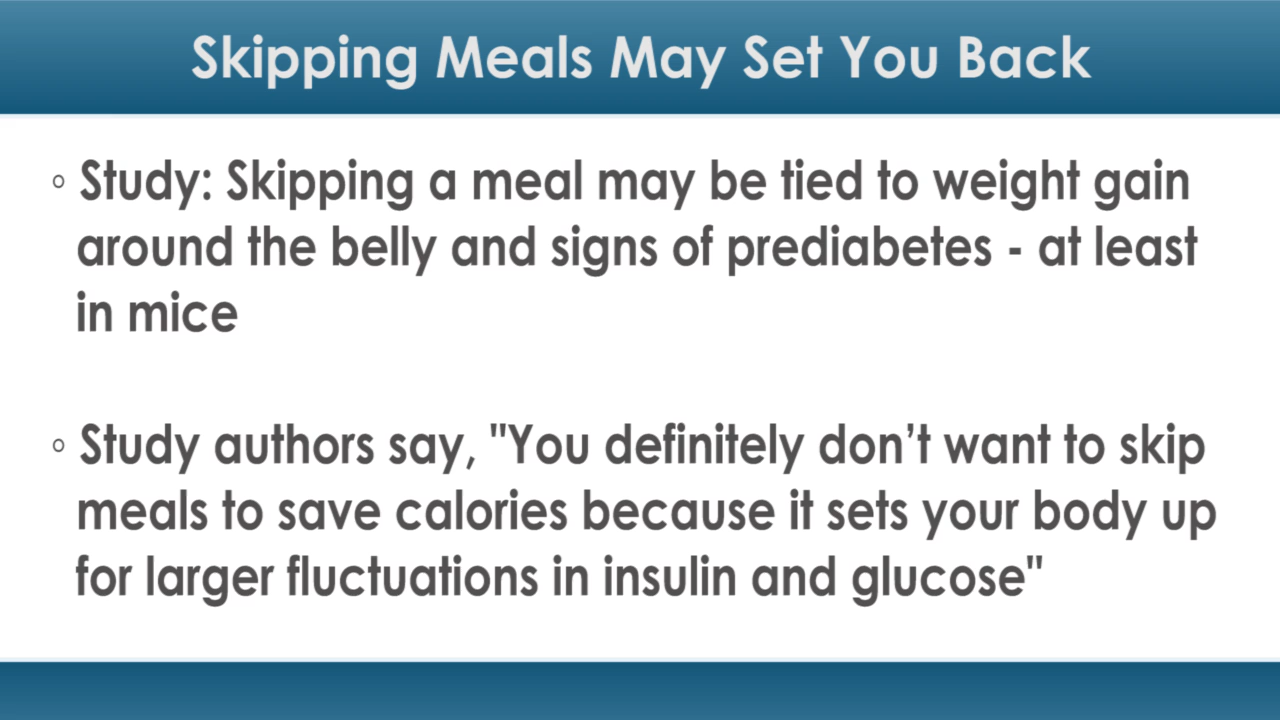 Skipping Meals May Set You Back
◦ Study: Skipping a meal may be tied to weight gain
around the belly and signs of prediabetes - at least
in mice
◦ Study authors say, "You definitely don’t want to skip
meals to save calories because it sets your body up
for larger fluctuations in insulin and glucose"